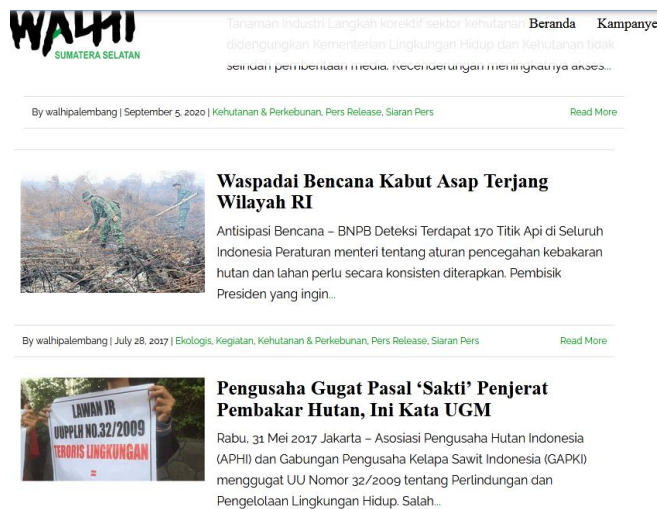 WALHI
SUMATERA SELATAN
Beranda Kampanye
Tanaman Industri Langkah korektif sektor kehutanan
didengungkan Kementerian Lingkungan Hidup dan Kehutanan tidak
seindah pemberitaan media. Kecenderungan meningkatnya akses...
By walhipalembang | September 5, 2020 | Kehutanan & Perkebunan, Pers Release, Siaran Pers
Read More
Waspadai Bencana Kabut Asap Terjang
Wilayah RI
Antisipasi Bencana – BNPB Deteksi Terdapat 170 Titik Api di Seluruh
Indonesia Peraturan menteri tentang aturan pencegahan kebakaran
hutan dan lahan perlu secara konsisten diterapkan. Pembisik
Presiden yang ingin...
By walhipalembang | July 28, 2017 | Ekologis, Kegiatan, Kehutanan & Perkebunan, Pers Release, Siaran Pers
Read More
LAWAN JR
UUPPLH NO.32/2009
TERORIS LINGKUNGAN
=
Pengusaha Gugat Pasal ‘Sakti’ Penjerat
Pembakar Hutan, Ini Kata UGM
Rabu, 31 Mei 2017 Jakarta – Asosiasi Pengusaha Hutan Indonesia
(APHI) dan Gabungan Pengusaha Kelapa Sawit Indonesia (GAPKI)
menggugat UU Nomor 32/2009 tentang Perlindungan dan
Pengelolaan Lingkungan Hidup. Salah...